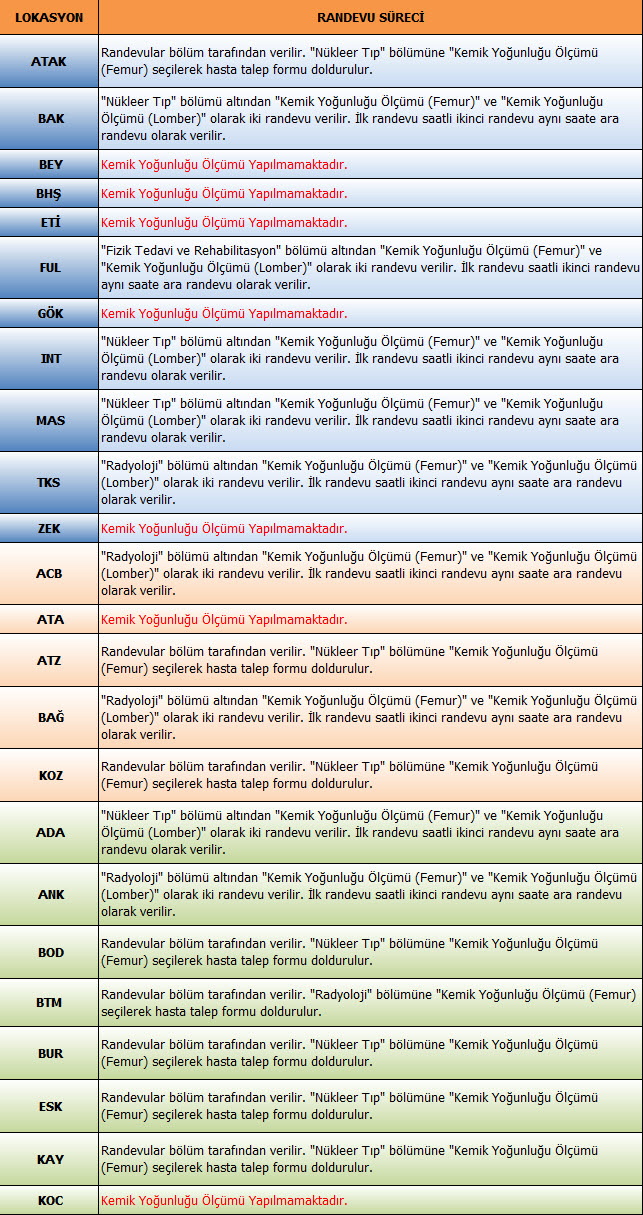 LOKASYON RANDEVU SÜRECİ
ATAK
Randevular bölüm tarafından verilir. "Nükleer Tıp" bölümüne "Kemik Yoğunluğu Ölçümü
(Femur) seçilerek hasta talep formu doldurulur.
BAK
"Nükleer Tıp" bölümü altından "Kemik Yoğunluğu Ölçümü (Femur)" ve "Kemik Yoğunluğu
Ölçümü (Lomber)" olarak iki randevu verilir. İlk randevu saatli ikinci randevu aynı saate ara
randevu olarak verilir.
BEY
Kemik Yoğunluğu Ölçümü Yapılmamaktadır.
BHŞ
Kemik Yoğunluğu Ölçümü Yapılmamaktadır.
ETİ
Kemik Yoğunluğu Ölçümü Yapılmamaktadır.
FUL
"Fizik Tedavi ve Rehabilitasyon" bölümü altından "Kemik Yoğunluğu Ölçümü (Femur)" ve
"Kemik Yoğunluğu Ölçümü (Lomber)" olarak iki randevu verilir. İlk randevu saatli ikinci randevu
aynı saate ara randevu olarak verilir.
GÖK
Kemik Yoğunluğu Ölçümü Yapılmamaktadır.
INT
"Nükleer Tıp" bölümü altından "Kemik Yoğunluğu Ölçümü (Femur)" ve "Kemik Yoğunluğu
Ölçümü (Lomber)" olarak iki randevu verilir. İlk randevu saatli ikinci randevu aynı saate ara
randevu olarak verilir.
MAS
"Nükleer Tıp" bölümü altından "Kemik Yoğunluğu Ölçümü (Femur)" ve "Kemik Yoğunluğu
Ölçümü (Lomber)" olarak iki randevu verilir. İlk randevu saatli ikinci randevu aynı saate ara
randevu olarak verilir.
TKS
"Radyoloji" bölümü altından "Kemik Yoğunluğu Ölçümü (Femur)" ve "Kemik Yoğunluğu Ölçümü
(Lomber)" olarak iki randevu verilir. İlk randevu saatli ikinci randevu aynı saate ara randevu
olarak verilir.
ZEK
Kemik Yoğunluğu Ölçümü Yapılmamaktadır.
ACB
"Radyoloji" bölümü altından "Kemik Yoğunluğu Ölçümü (Femur)" ve "Kemik Yoğunluğu Ölçümü
(Lomber)" olarak iki randevu verilir. İlk randevu saatli ikinci randevu aynı saate ara randevu
olarak verilir.
ATA
Kemik Yoğunluğu Ölçümü Yapılmamaktadır.
ATZ
Randevular bölüm tarafından verilir. "Nükleer Tıp" bölümüne "Kemik Yoğunluğu Ölçümü
(Femur) seçilerek hasta talep formu doldurulur.
BAĞ
"Radyoloji" bölümü altından "Kemik Yoğunluğu Ölçümü (Femur)" ve "Kemik Yoğunluğu Ölçümü
(Lomber)" olarak iki randevu verilir. İlk randevu saatli ikinci randevu aynı saate ara randevu
olarak verilir.
KOZ
Randevular bölüm tarafından verilir. "Nükleer Tıp" bölümüne "Kemik Yoğunluğu Ölçümü
(Femur) seçilerek hasta talep formu doldurulur.
ADA
"Nükleer Tıp" bölümü altından "Kemik Yoğunluğu Ölçümü (Femur)" ve "Kemik Yoğunluğu
Ölçümü (Lomber)" olarak iki randevu verilir. İlk randevu saatli ikinci randevu aynı saate ara
randevu olarak verilir.
ANK
"Radyoloji" bölümü altından "Kemik Yoğunluğu Ölçümü (Femur)" ve "Kemik Yoğunluğu Ölçümü
(Lomber)" olarak iki randevu verilir. İlk randevu saatli ikinci randevu aynı saate ara randevu
olarak verilir.
BOD
Randevular bölüm tarafından verilir. "Nükleer Tıp" bölümüne "Kemik Yoğunluğu Ölçümü
(Femur) seçilerek hasta talep formu doldurulur.
BTM
Randevular bölüm tarafından verilir. "Radyoloji" bölümüne "Kemik Yoğunluğu Ölçümü (Femur)
seçilerek hasta talep formu doldurulur.
BUR
Randevular bölüm tarafından verilir. "Nükleer Tıp" bölümüne "Kemik Yoğunluğu Ölçümü
(Femur) seçilerek hasta talep formu doldurulur.
ESK
Randevular bölüm tarafından verilir. "Nükleer Tıp" bölümüne "Kemik Yoğunluğu Ölçümü
(Femur) seçilerek hasta talep formu doldurulur.
KAY
Randevular bölüm tarafından verilir. "Nükleer Tıp" bölümüne "Kemik Yoğunluğu Ölçümü
(Femur) seçilerek hasta talep formu doldurulur.
KOC
Kemik Yoğunluğu Ölçümü Yapılmamaktadır.